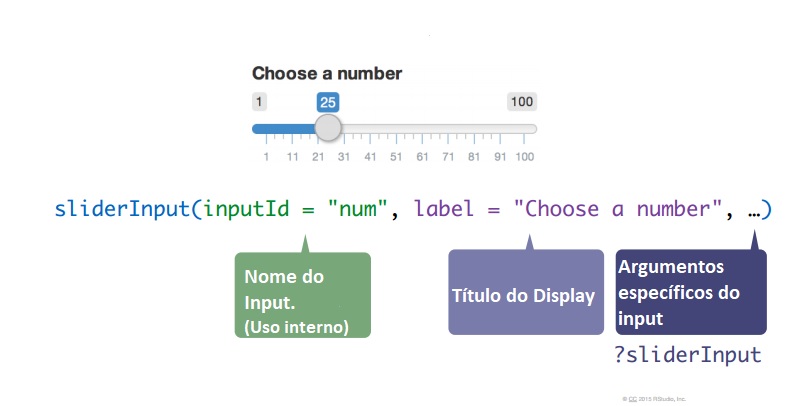 Choose a number
1 25 100
1 11 21 31 41 51 61 71 81 91 100
sliderInput(inputId = "num", label = "Choose a number", …)
Nome do
Input.
(Uso interno)
Título do Display
Argumentos
específicos do
input
?sliderInput
© CC 2015 RStudio, Inc.